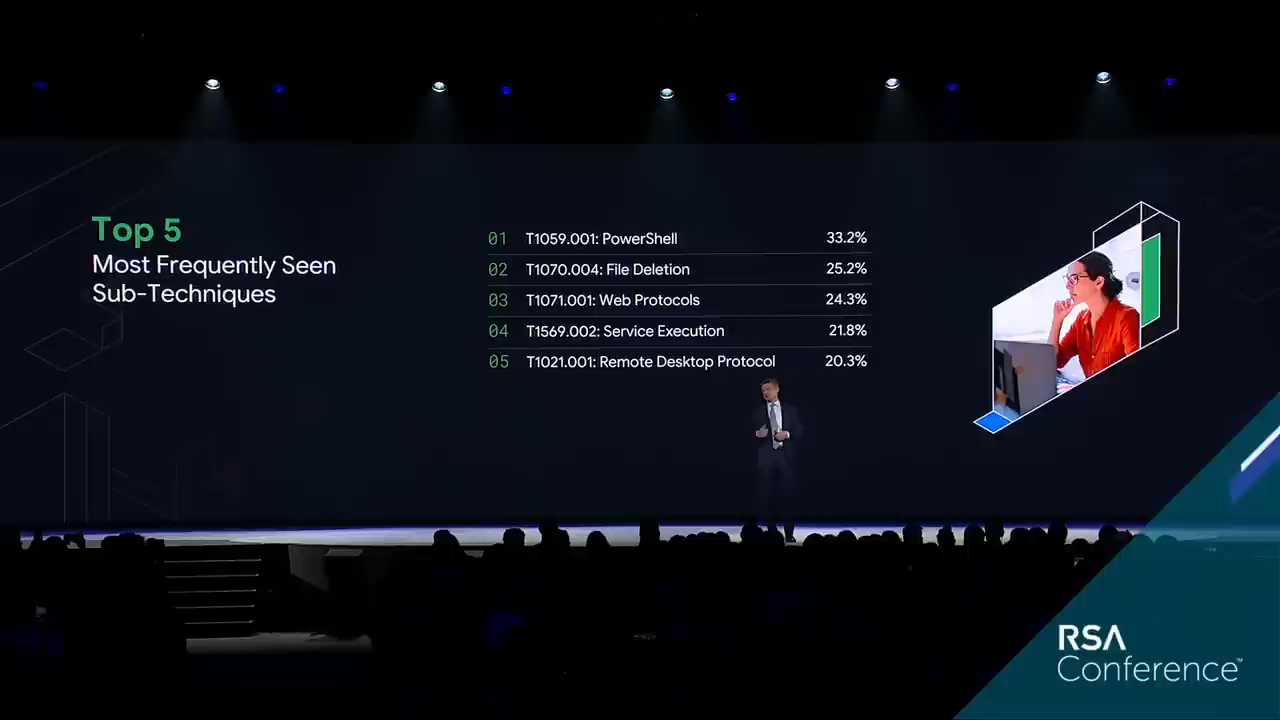 Top 5
Most Frequently Seen
Sub-Techniques
01 T1059.001: PowerShell 33.2%
02 T1070.004: File Deletion 25.2%
03 T1071.001: Web Protocols 24.3%
04 T1569.002: Service Execution 21.8%
05 T1021.001: Remote Desktop Protocol 20.3%
RSA
Conference™